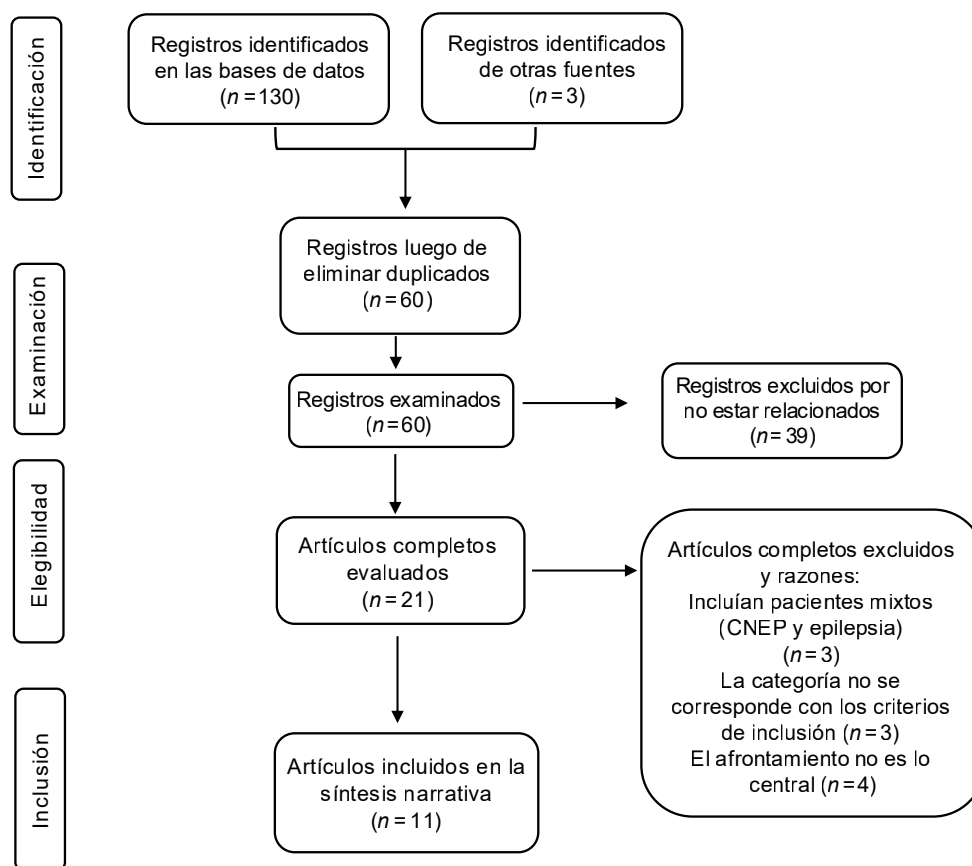 Identificación
Registros identificados
en las bases de datos
(n=130)
Registros identificados
de otras fuentes
(n=3)
Registros luego de
eliminar duplicados
(n=60)
Examinación
Registros examinados
(n=60)
Registros excluidos por
no estar relacionados
(n=39)
Elegibilidad
Artículos completos
evaluados
(n=21)
Artículos completos excluidos
y razones:
Incluían pacientes mixtos
(CNEP y epilepsia)
(n=3)
La categoría no se
corresponde con los criterios
de inclusión (n=3)
El afrontamiento no es lo
central (n=4)
Inclusión
Artículos incluidos en la
síntesis narrativa
(n=11)